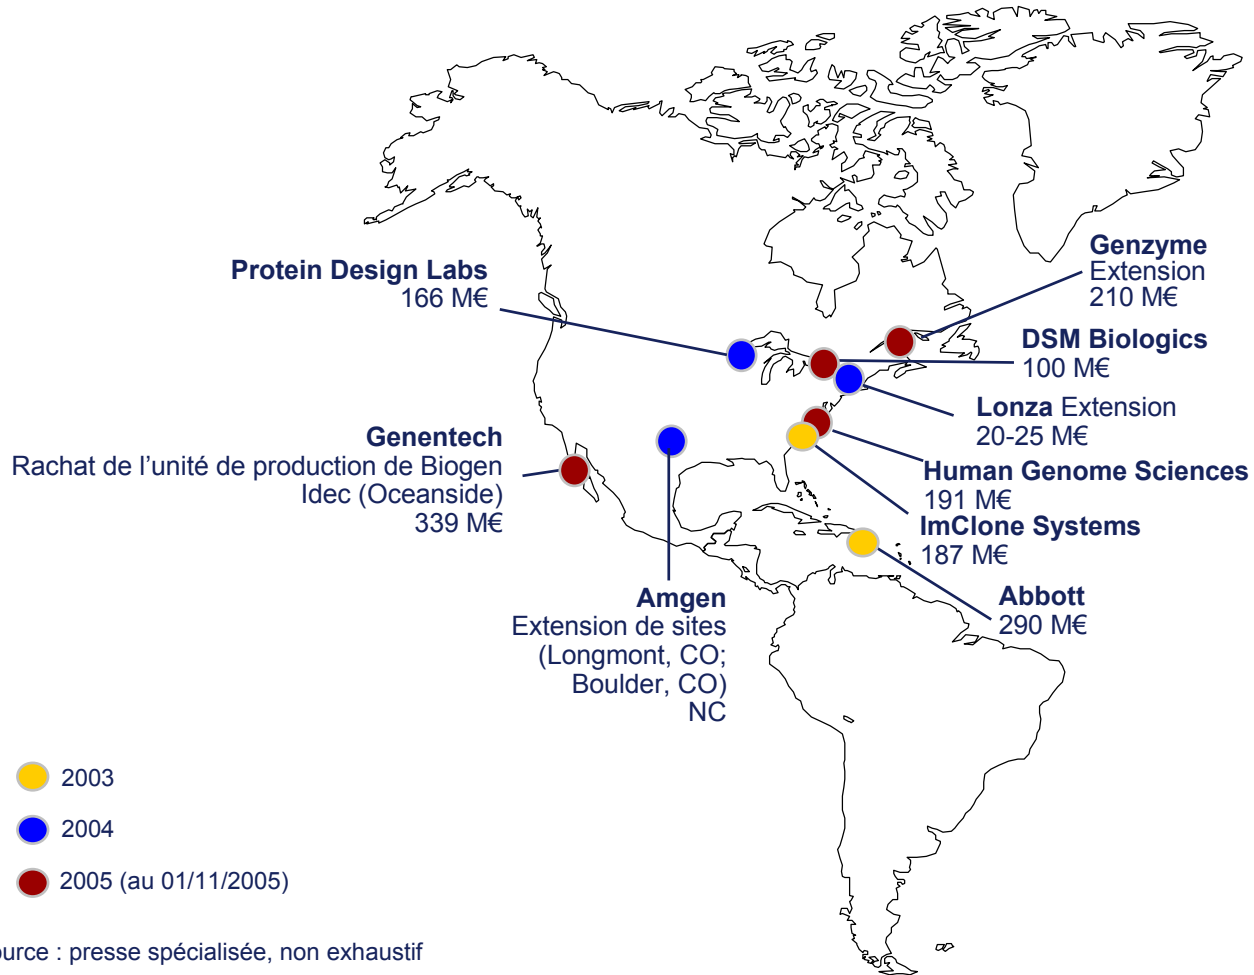 Genzyme
Extension
210 M€
Protein Design Labs
166 M€
DSM Biologics
100 M€
Lonza Extension
20-25 M€
Genentech
Rachat de l’unité de production de Biogen
Idec (Oceanside)
339 M€
Human Genome Sciences
191 M€
ImClone Systems
187 M€
Abbott
290 M€
Amgen
Extension de sites
(Longmont, CO;
Boulder, CO)
NC
2003
2004
2005 (au 01/11/2005)
ource : presse spécialisée, non exhaustif